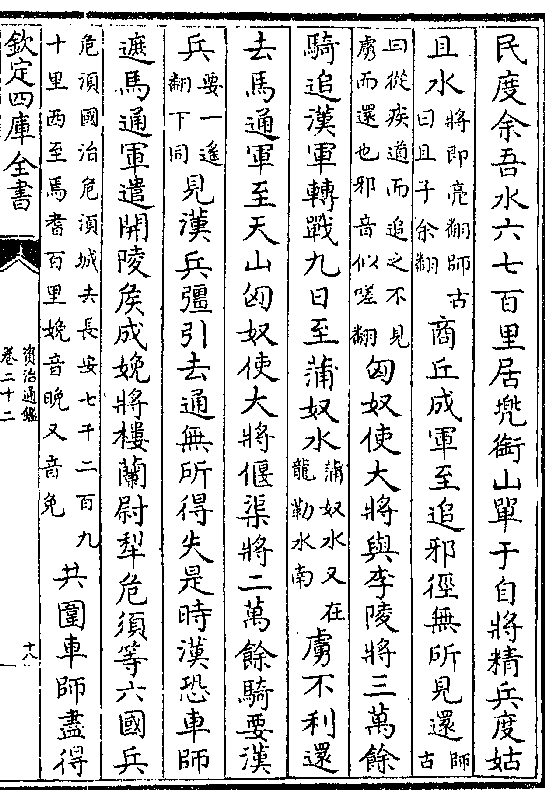 民度余吾水六七百里居兠銜山單于自將精兵度姑
且水將即亮翻師古曰且子余翻商丘成軍至追邪徑無所見還師古
曰從疾道而追之不見虜而還也邪音似嗟翻匈奴使大將與李陵將三萬餘
騎追漢軍轉戰九日至蒲奴水蒲奴水又在龍勒水南虜不利還
去馬通軍至天山匈奴使大將偃渠將二萬餘騎要漢
兵要一遥翻下同見漢兵彊引去通無所得失是時漢恐車師
遮馬通軍遣開陵侯成娩將樓蘭尉犁危須等六國兵
危須國治危須城去長安七千二百九十里西至焉耆百里娩音晚又音免共圍車師盡得
欽定四庫全書
資治通鑑
卷二十二
十八